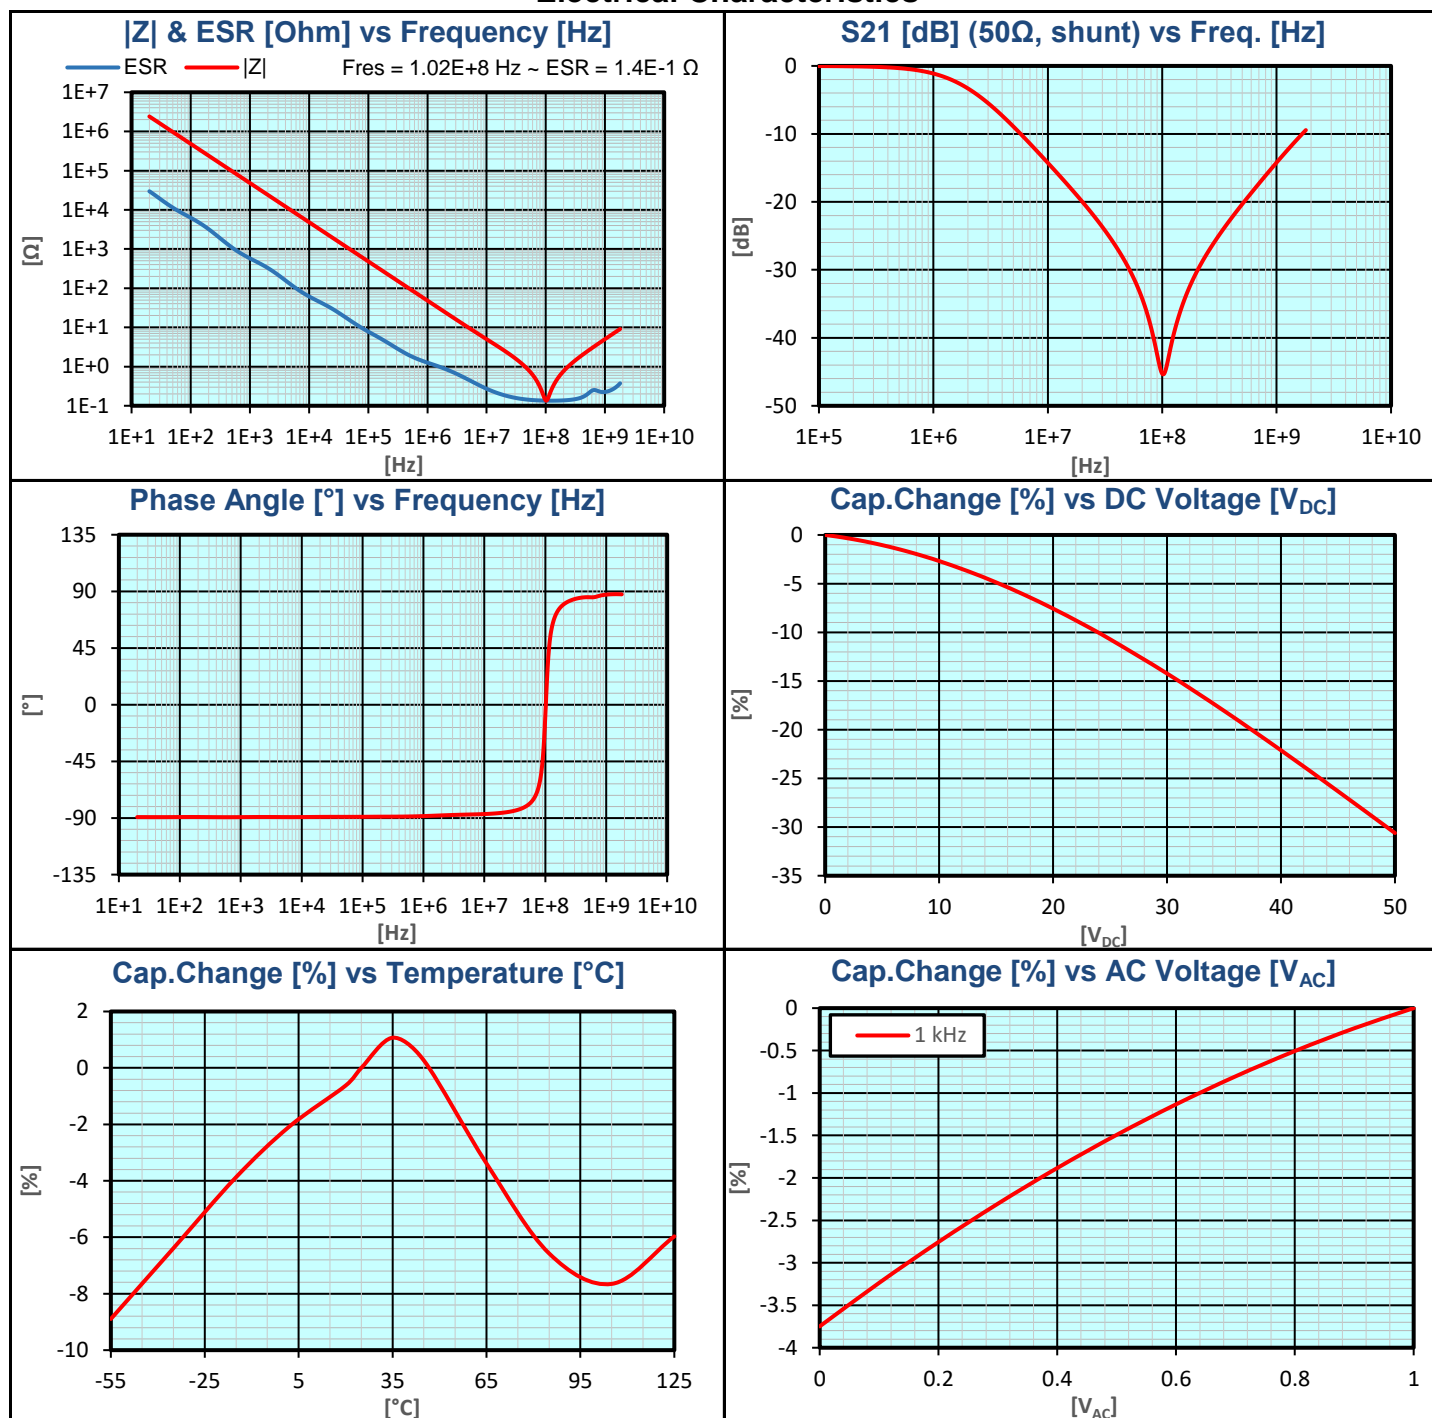 Electrical Characteristics
|Z| & ESR [Ohm] vs Frequency [Hz]
ESR |Z| Fres = 1.02E+8 Hz ~ ESR = 1.4E-1 Ω
1E+7
1E+6
1E+5
1E+4
1E+3
1E+2
1E+1
1E+0
1E-1
[Ω]
1E+1 1E+2 1E+3 1E+4 1E+5 1E+6 1E+7 1E+8 1E+9 1E+10
[Hz]
S21 [dB] (50Ω, shunt) vs Freq. [Hz]
0
-10
-20
-30
-40
-50
[dB]
1E+5 1E+6 1E+7 1E+8 1E+9 1E+10
[Hz]
Phase Angle [°] vs Frequency [Hz]
135
90
45
0
-45
-90
-135
[°]
1E+1 1E+2 1E+3 1E+4 1E+5 1E+6 1E+7 1E+8 1E+9 1E+10
[Hz]
Cap.Change [%] vs DC Voltage [VDC]
0
-5
-10
-15
-20
-25
-30
-35
[%]
0 10 20 30 40 50
[VDC]
Cap.Change [%] vs Temperature [°C]
2
0
-2
-4
-6
-8
-10
[%]
-55 -25 5 35 65 95 125
[°C]
Cap.Change [%] vs AC Voltage [VAC]
1 kHz
0
-0.5
-1
-1.5
-2
-2.5
-3
-3.5
-4
[%]
0 0.2 0.4 0.6 0.8 1
[VAC]